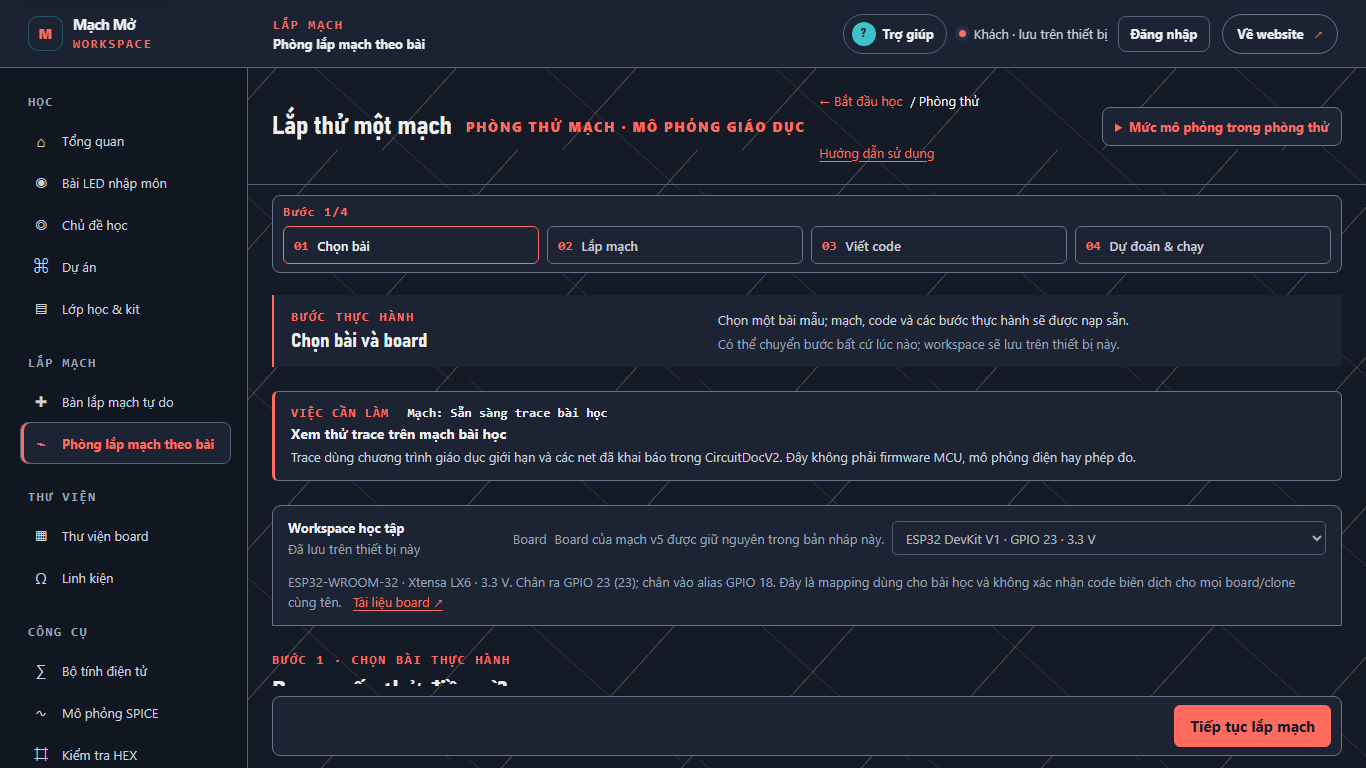 M
Mạch Mở
WORKSPACE
LẮP MẠCH
Phòng lắp mạch theo bài
? Trợ giúp
Khách · lưu trên thiết bị
Đăng nhập
Về website ↗
HỌC
Tổng quan
Bài LED nhập môn
Chủ đề học
Dự án
Lớp học & kit
LẮP MẠCH
Bàn lắp mạch tự do
Phòng lắp mạch theo bài
THƯ VIỆN
Thư viện board
Linh kiện
CÔNG CỤ
Bộ tính điện tử
Mô phỏng SPICE
Kiểm tra HEX
Lắp thử một mạch
PHÒNG THỬ MẠCH · MÔ PHỎNG GIÁO DỤC
← Bắt đầu học / Phòng thử
Hướng dẫn sử dụng
▶ Mức mô phỏng trong phòng thử
Bước 1/4
01 Chọn bài
02 Lắp mạch
03 Viết code
04 Dự đoán & chạy
BƯỚC THỰC HÀNH
Chọn bài và board
Chọn một bài mẫu; mạch, code và các bước thực hành sẽ được nạp sẵn.
Có thể chuyển bước bất cứ lúc nào; workspace sẽ lưu trên thiết bị này.
VIỆC CẦN LÀM Mạch: Sẵn sàng trace bài học
Xem thử trace trên mạch bài học
Trace dùng chương trình giáo dục giới hạn và các net đã khai báo trong CircuitDocV2. Đây không phải firmware MCU, mô phỏng điện hay phép đo.
Workspace học tập
Đã lưu trên thiết bị này
Board Board của mạch v5 được giữ nguyên trong bản nháp này.
ESP32 DevKit V1 · GPIO 23 · 3.3 V
ESP32-WROOM-32 · Xtensa LX6 · 3.3 V. Chân ra GPIO 23 (23); chân vào alias GPIO 18. Đây là mapping dùng cho bài học và không xác nhận code biên dịch cho mọi board/clone
cùng tên. Tài liệu board ↗
BƯỚC 1 · CHỌN BÀI THỰC HÀNH
Tiếp tục lắp mạch